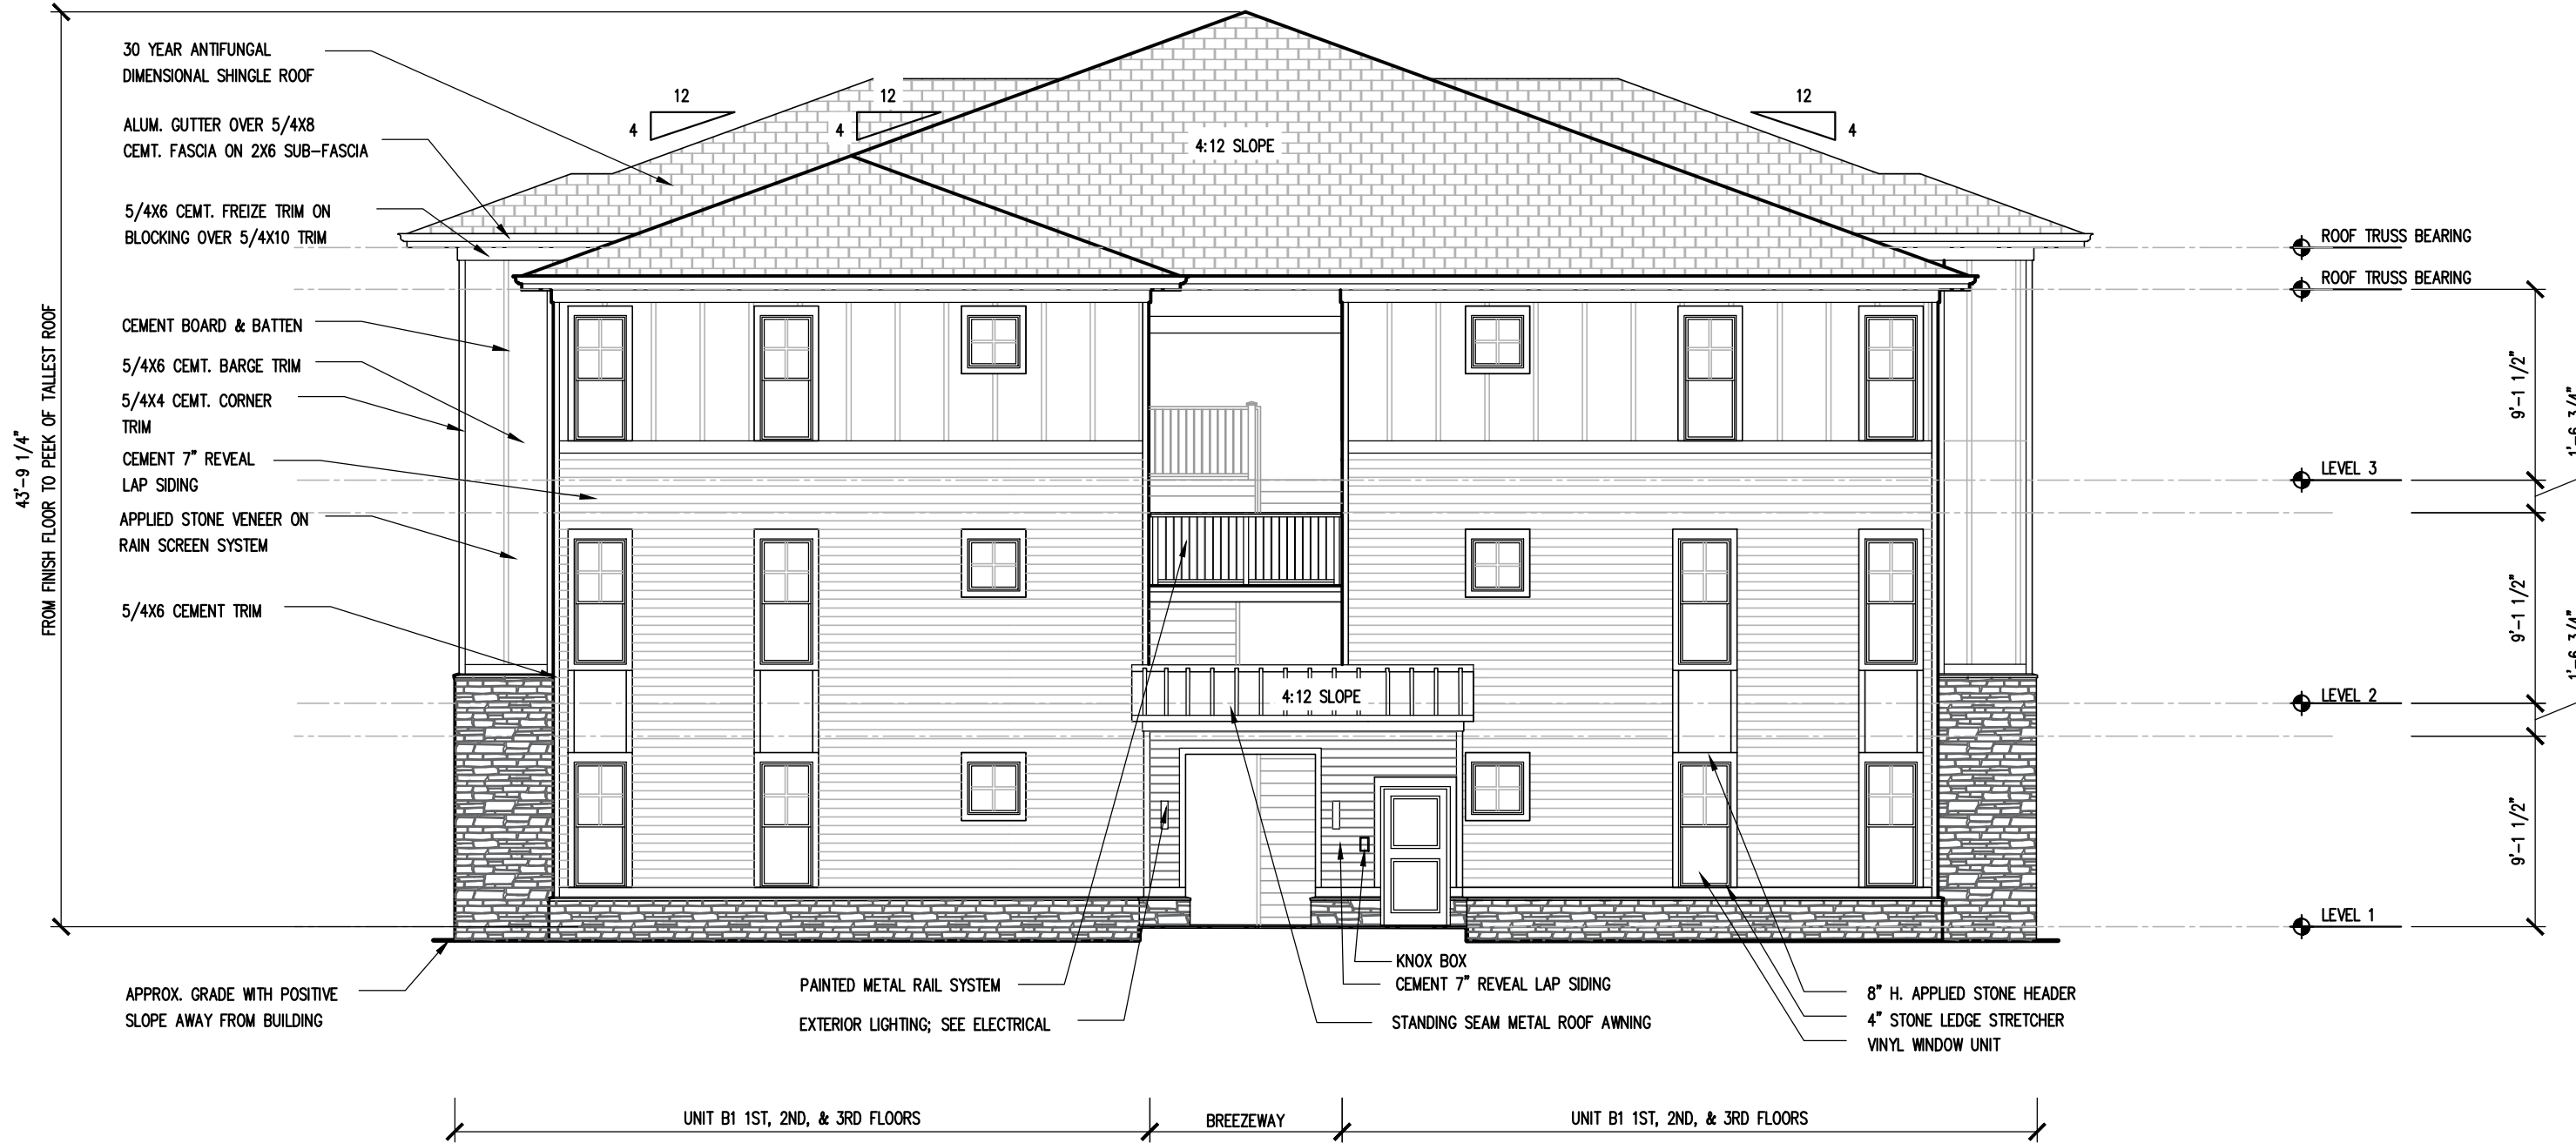 30 YEAR ANTIFUNGAL
DIMENSIONAL SHINGLE ROOF
ALUM. GUTTER OVER 5/4X8
CEMT. FASCIA ON 2X6 SUB-FASCIA
5/4X6 CEMT. FREIZE TRIM ON
BLOCKING OVER 5/4X10 TRIM
CEMENT BOARD & BATTEN
5/4X6 CEMT. BARGE TRIM
5/4X4 CEMT. CORNER
TRIM
CEMENT 7" REVEAL
LAP SIDING
APPLIED STONE VENEER ON
RAIN SCREEN SYSTEM
5/4X6 CEMENT TRIM
43'-9 1/4"
FROM FINISH FLOOR TO PEEK OF TALLEST ROOF
12
4
12
4
12
4
4:12 SLOPE
4:12 SLOPE
ROOF TRUSS BEARING
ROOF TRUSS BEARING
LEVEL 3
LEVEL 2
LEVEL 1
9'-1 1/2"
9'-1 1/2"
9'-1 1/2"
1'-6 3/4"
1'-6 3/4"
APPROX. GRADE WITH POSITIVE
SLOPE AWAY FROM BUILDING
PAINTED METAL RAIL SYSTEM
EXTERIOR LIGHTING; SEE ELECTRICAL
KNOX BOX
CEMENT 7" REVEAL LAP SIDING
STANDING SEAM METAL ROOF AWNING
8" H. APPLIED STONE HEADER
4" STONE LEDGE STRETCHER
VINYL WINDOW UNIT
UNIT B1 1ST, 2ND, & 3RD FLOORS
BREEZEWAY
UNIT B1 1ST, 2ND, & 3RD FLOORS